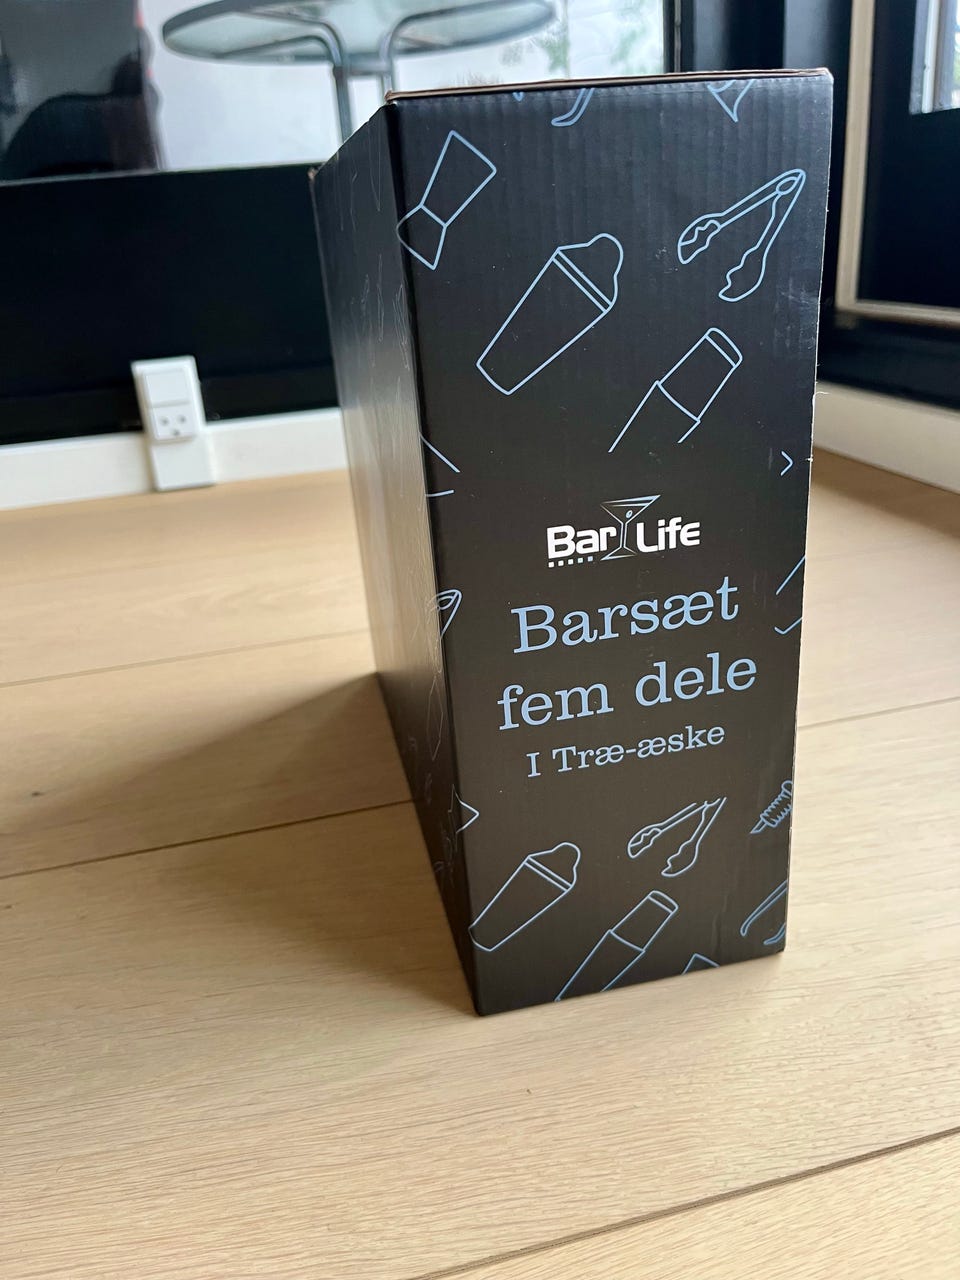 Bar Life
Barsæt
fem dele
I Træ-æske